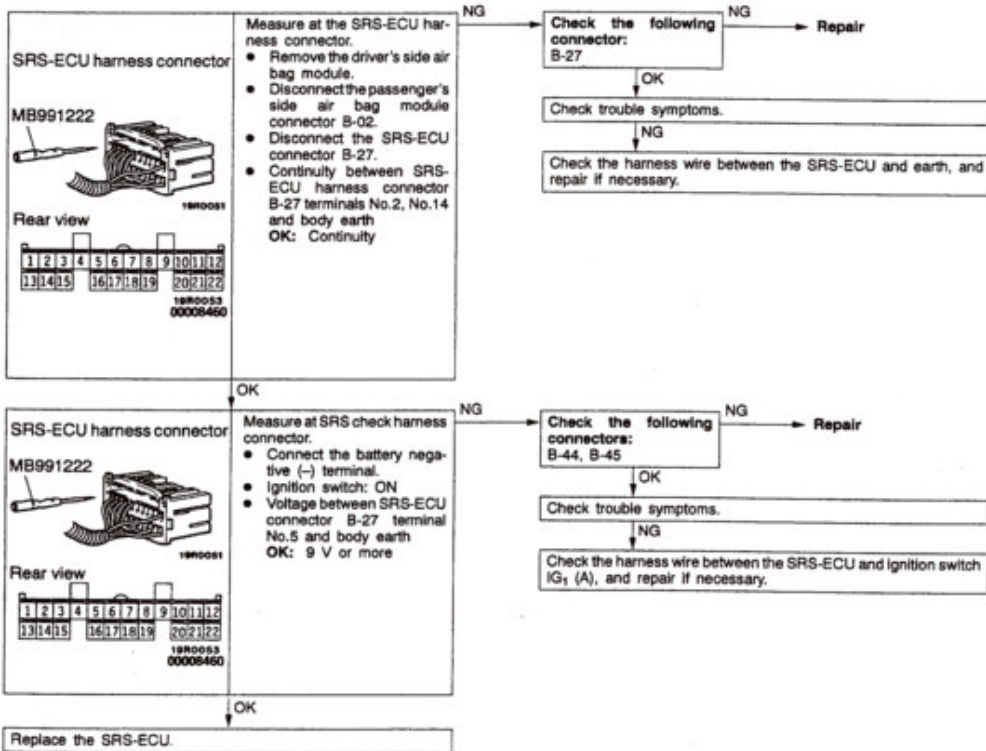 SRS-ECU harness connector
MB991222
19R0051
Rear view
1 2 3 4 5 6 7 8 9 10 11 12
13 14 15 16 17 18 19 20 21 22
19R0053
00008460
Measure at the SRS-ECU har-
ness connector.
● Remove the driver's side air
bag module.
● Disconnect the passenger's
side air bag module
connector B-02.
● Disconnect the SRS-ECU
connector B-27.
● Continuity between SRS-
ECU harness connector
B-27 terminals No.2, No.14
and body earth
OK: Continuity
NG
Check the following
connector:
B-27
NG
Repair
OK
Check trouble symptoms.
NG
Check the harness wire between the SRS-ECU and earth, and
repair if necessary.
OK
SRS-ECU harness connector
MB991222
19R0051
Rear view
1 2 3 4 5 6 7 8 9 10 11 12
13 14 15 16 17 18 19 20 21 22
19R0053
00008460
Measure at SRS check harness
connector.
● Connect the battery nega-
tive (–) terminal.
● Ignition switch: ON
● Voltage between SRS-ECU
connector B-27 terminal
No.5 and body earth
OK: 9 V or more
NG
Check the following
connectors:
B-44, B-45
NG
Repair
OK
Check trouble symptoms.
NG
Check the harness wire between the SRS-ECU and ignition switch
IG₁ (A), and repair if necessary.
OK
Replace the SRS-ECU.